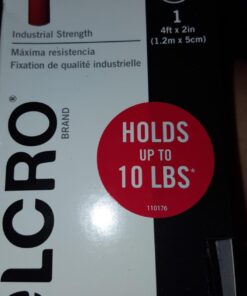 Industrial Strength
Máxima resistencia
Fixation de qualité industrielle
1
4ft x 2in
(1.2m x 5cm)
ELCRO®
BRAND
HOLDS
UP TO
10 LBS*
110176